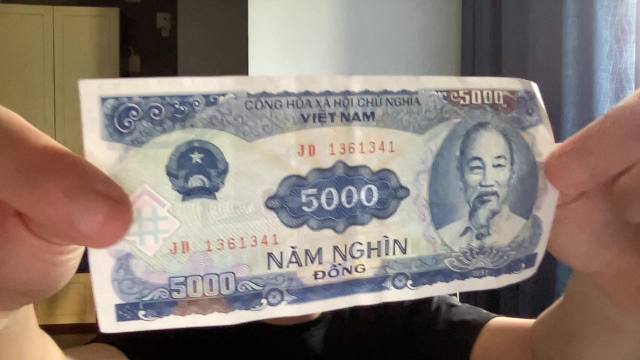 CỘNG HÒA XÃ HỘI CHỦ NGHĨA
VIỆT NAM
5000
JD 1361341
5000
JD 1361341
NĂM NGHÌN
ĐỒNG
5000